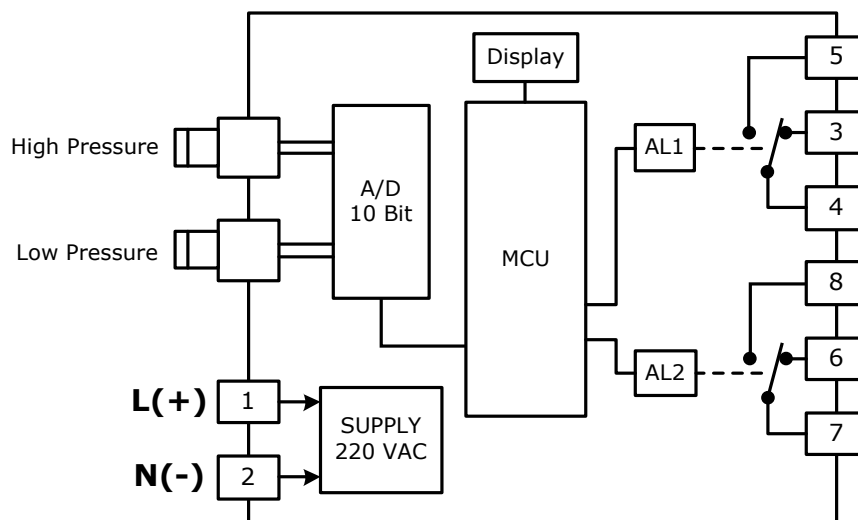 Display
5
High Pressure
A/D
10 Bit
AL1
3
4
Low Pressure
MCU
8
AL2
6
7
L(+)
1
SUPPLY
220 VAC
N(-)
2